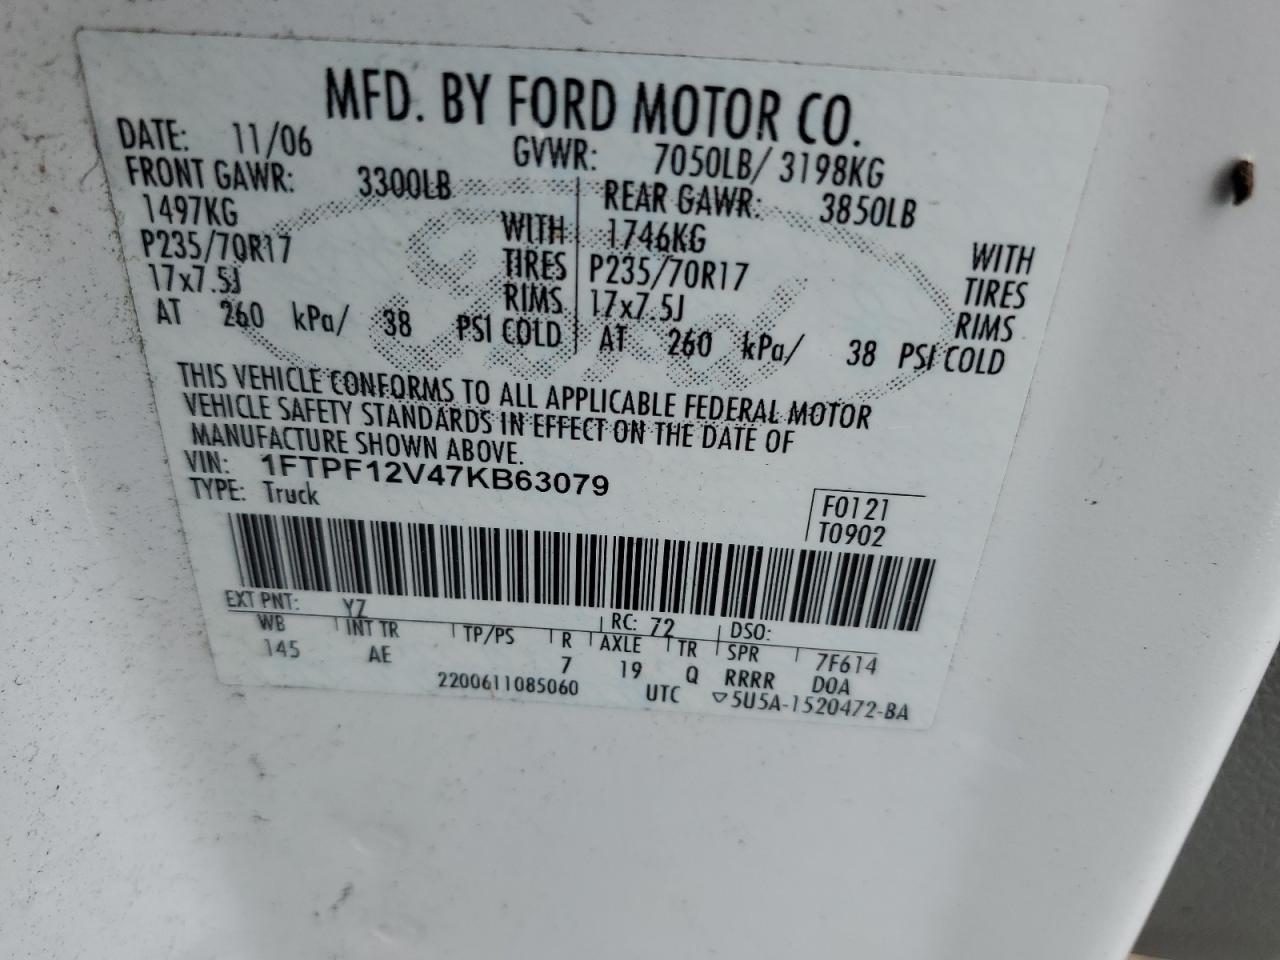 MFD. BY FORD MOTOR CO.
DATE: 11/06 GVWR: 7050LB/ 3198KG
FRONT GAWR: 3300LB REAR GAWR: 3850LB
1497KG WITH 1746KG WITH
P235/70R17 TIRES P235/70R17 TIRES
17x7.5J RIMS 17x7.5J RIMS
AT 260 kPa/ 38 PSI COLD AT 260 kPa/ 38 PSI COLD
THIS VEHICLE CONFORMS TO ALL APPLICABLE FEDERAL MOTOR
VEHICLE SAFETY STANDARDS IN EFFECT ON THE DATE OF
MANUFACTURE SHOWN ABOVE.
VIN: 1FTPF12V47KB63079
TYPE: Truck F0121
T0902
EXT PNT: YZ RC: 72 DSO:
WB INT TR TP/PS R AXLE TR SPR 7F614
145 AE 7 19 Q RRRR DOA
2200611085060 UTC ▽5U5A-1520472-BA
Ford